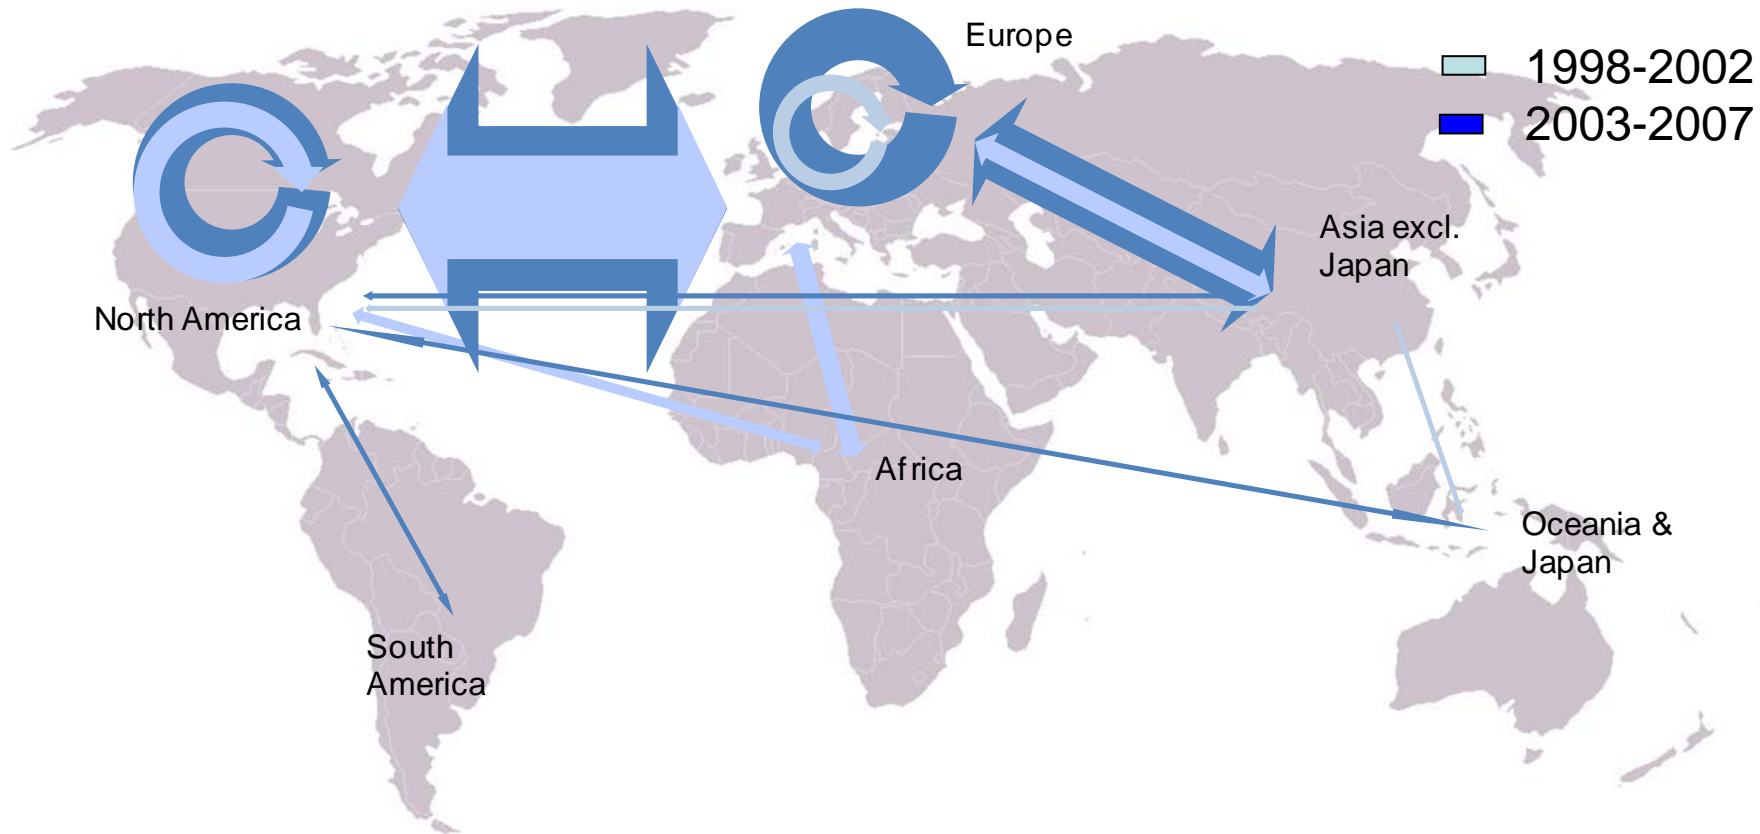 Europe
1998-2002
2003-2007
Asia excl.
Japan
North America
Africa
Oceania &
Japan
South
America